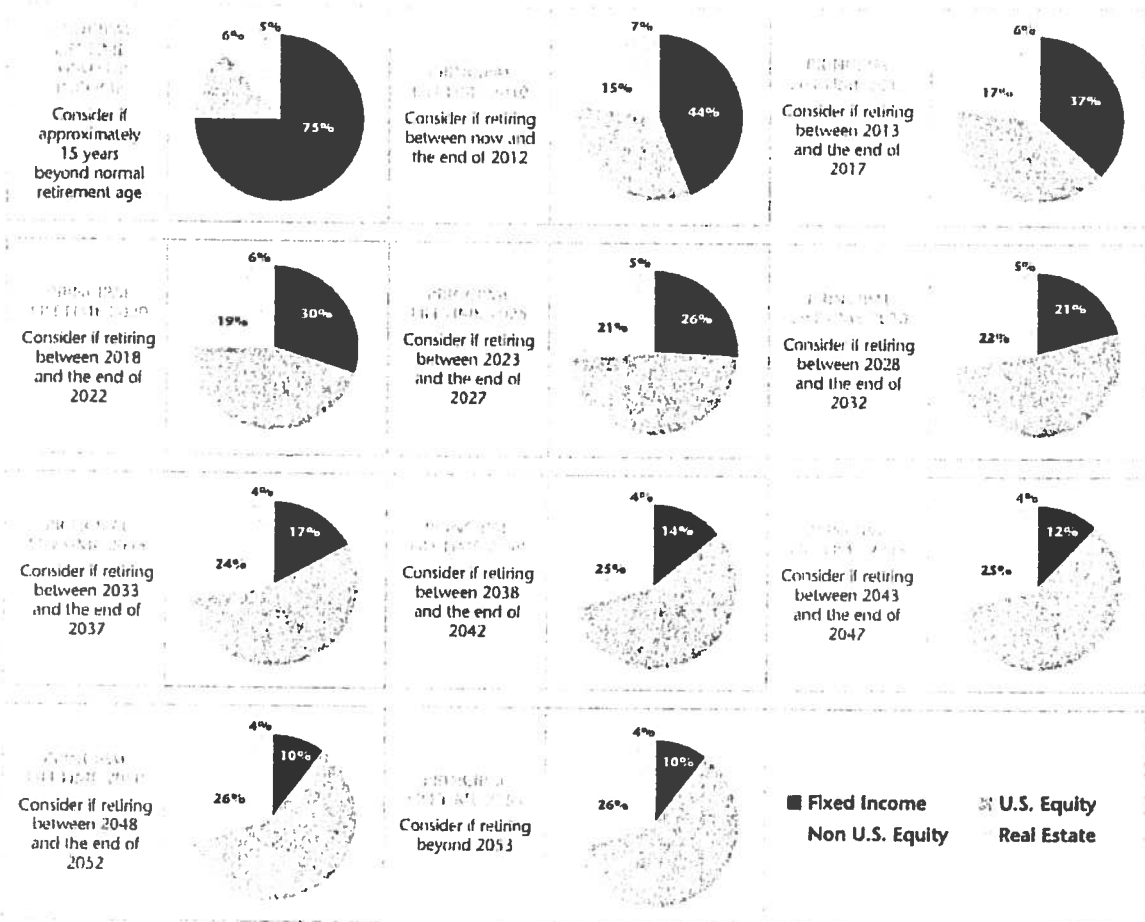 6% 5%
75%
Consider if
approximately
15 years
beyond normal
retirement age
7%
15%
44%
Consider if retiring
between now and
the end of 2012
6%
17%
37%
Consider if retiring
between 2013
and the end of
2017
6%
19%
30%
PRINCIPAL
Consider if retiring
between 2018
and the end of
2022
5%
21%
26%
PRINCIPAL
Consider if retiring
between 2023
and the end of
2027
5%
22%
21%
Consider if retiring
between 2028
and the end of
2032
4%
24%
17%
Consider if retiring
between 2033
and the end of
2037
4%
25%
14%
Consider if retiring
between 2038
and the end of
2042
4%
25%
12%
Consider if retiring
between 2043
and the end of
2047
4%
26%
10%
Consider if retiring
between 2048
and the end of
2052
4%
26%
10%
Consider if retiring
beyond 2053
Fixed Income
U.S. Equity
Non U.S. Equity
Real Estate